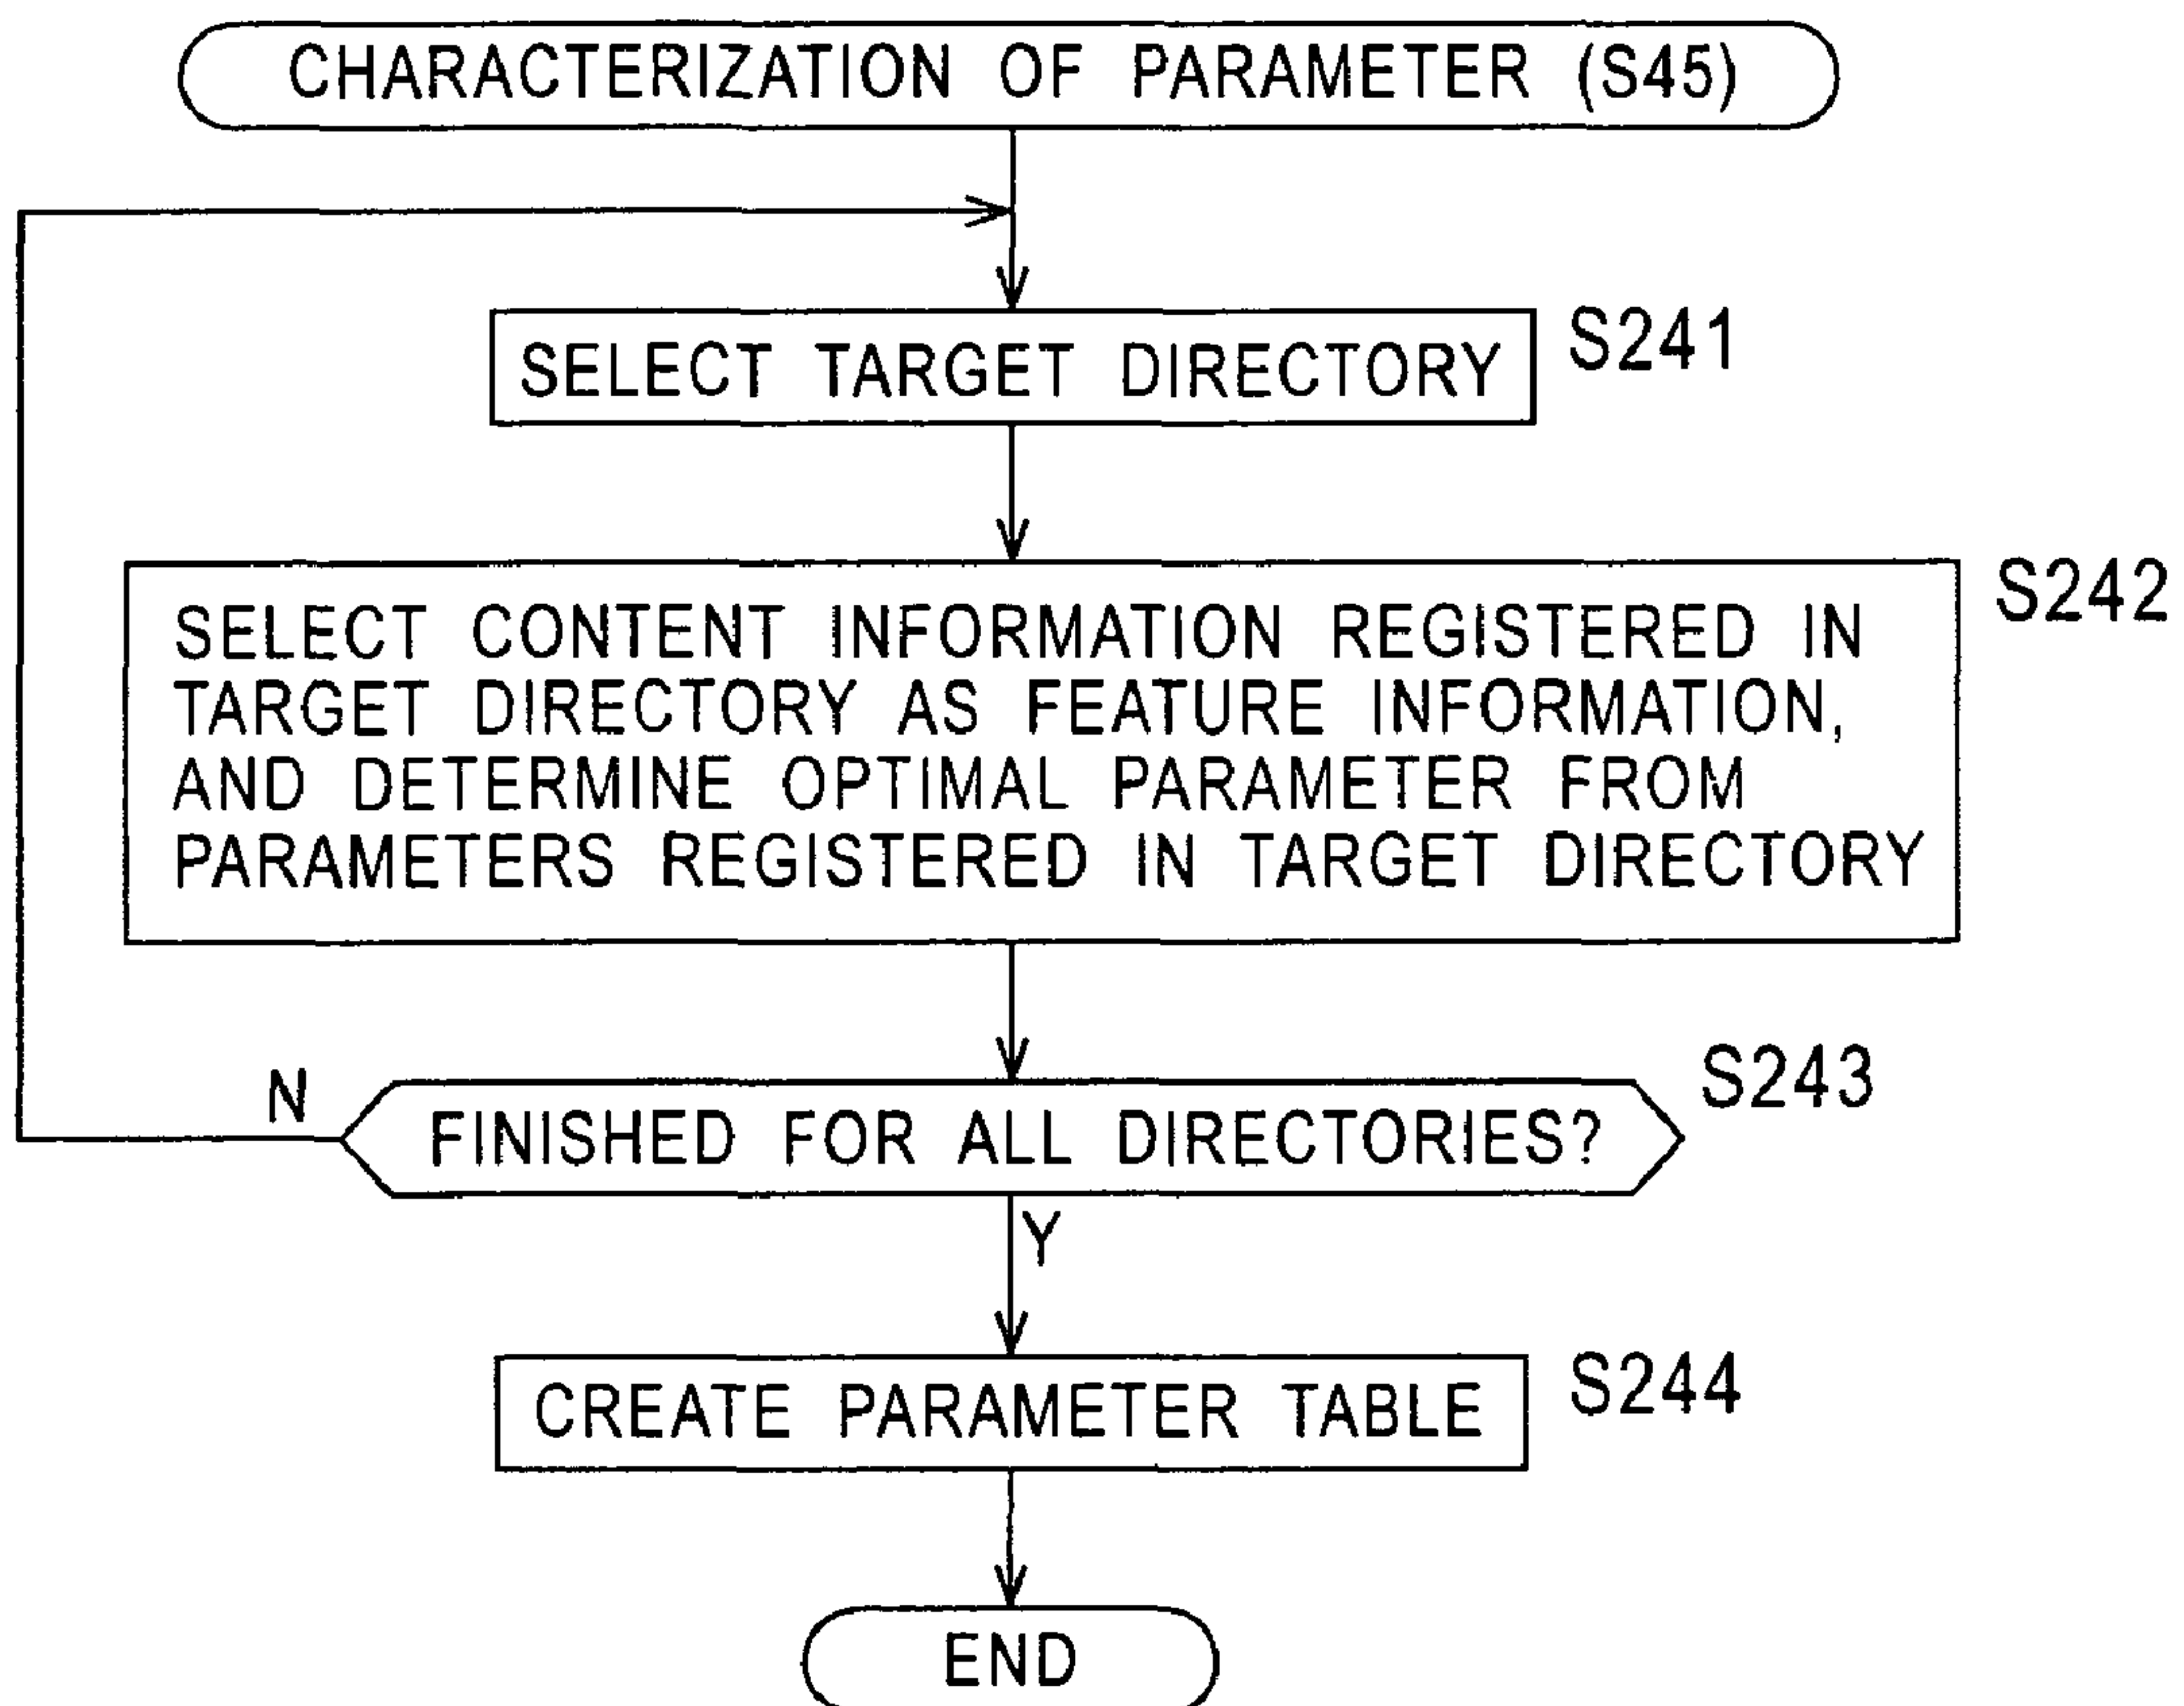 CHARACTERIZATION OF PARAMETER (S45)
SELECT TARGET DIRECTORY
S241
S242
SELECT CONTENT INFORMATION REGISTERED IN
TARGET DIRECTORY AS FEATURE INFORMATION,
AND DETERMINE OPTIMAL PARAMETER FROM
PARAMETERS REGISTERED IN TARGET DIRECTORY
S243
N
FINISHED FOR ALL DIRECTORIES?
Y
CREATE PARAMETER TABLE
S244
END